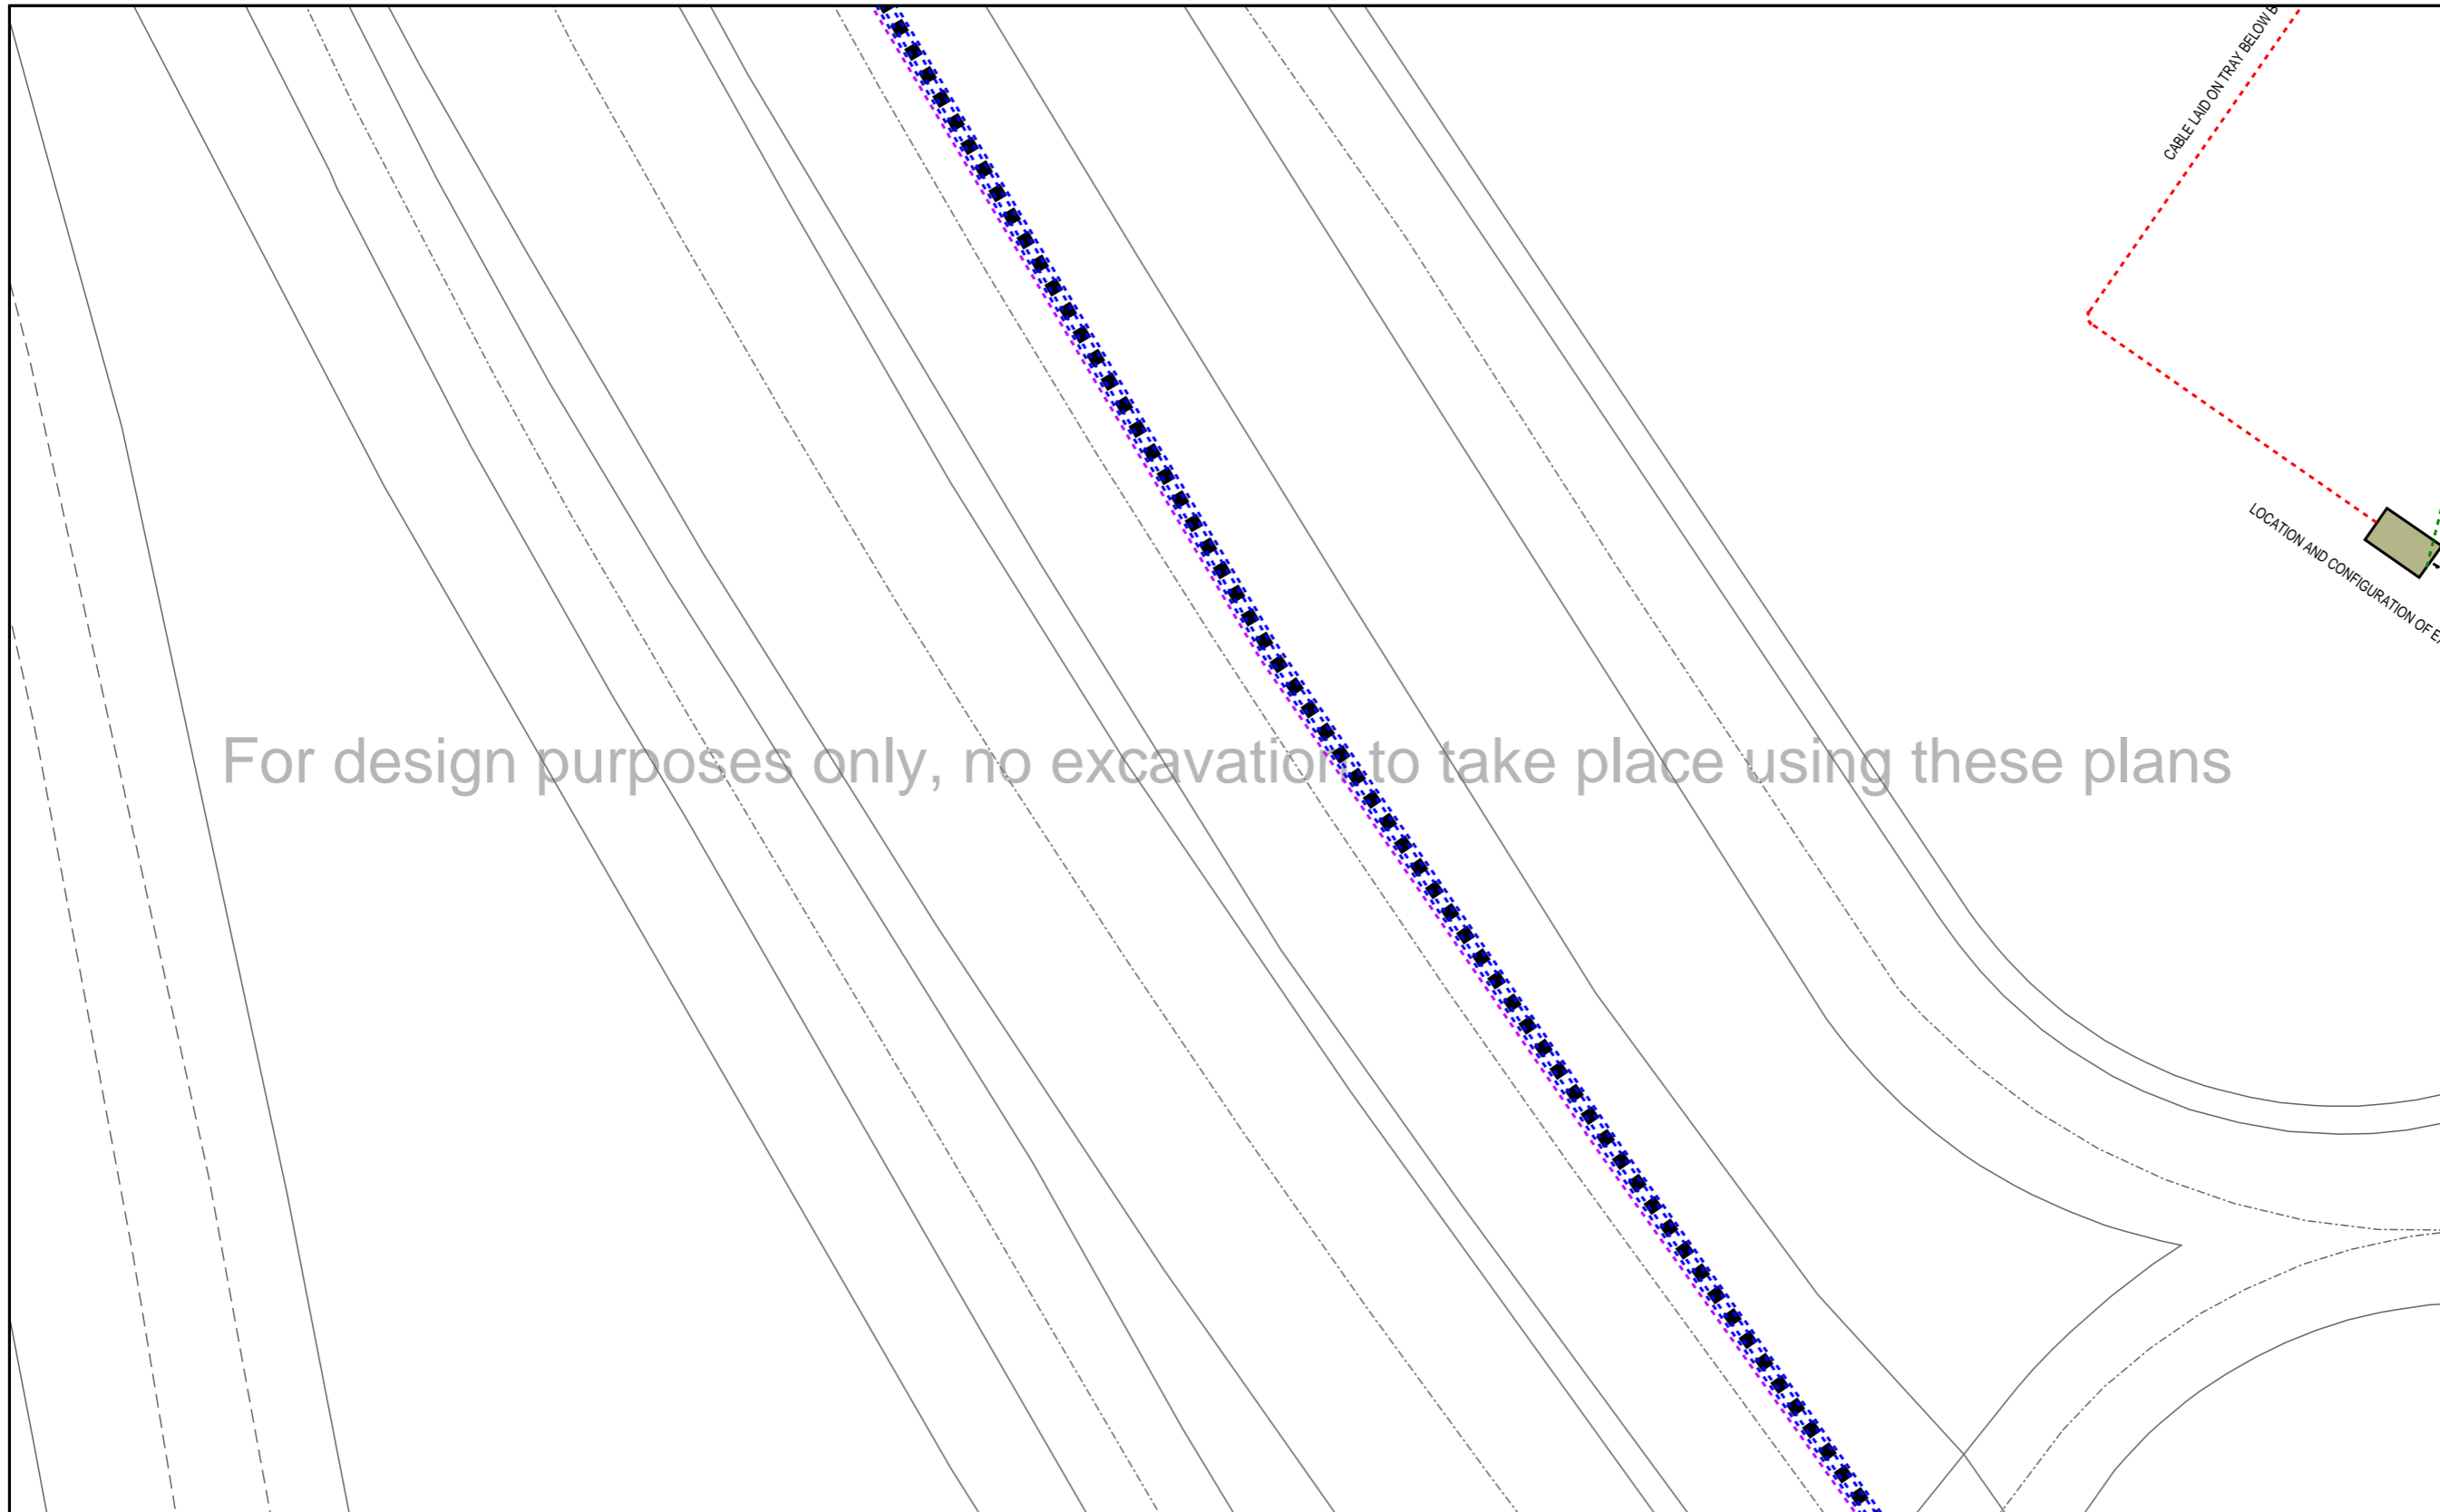 CABLE LAID ON TRAY BELOW
LOCATION AND CONFIGURATION OF
For design purposes only, no excavation to take place using these plans